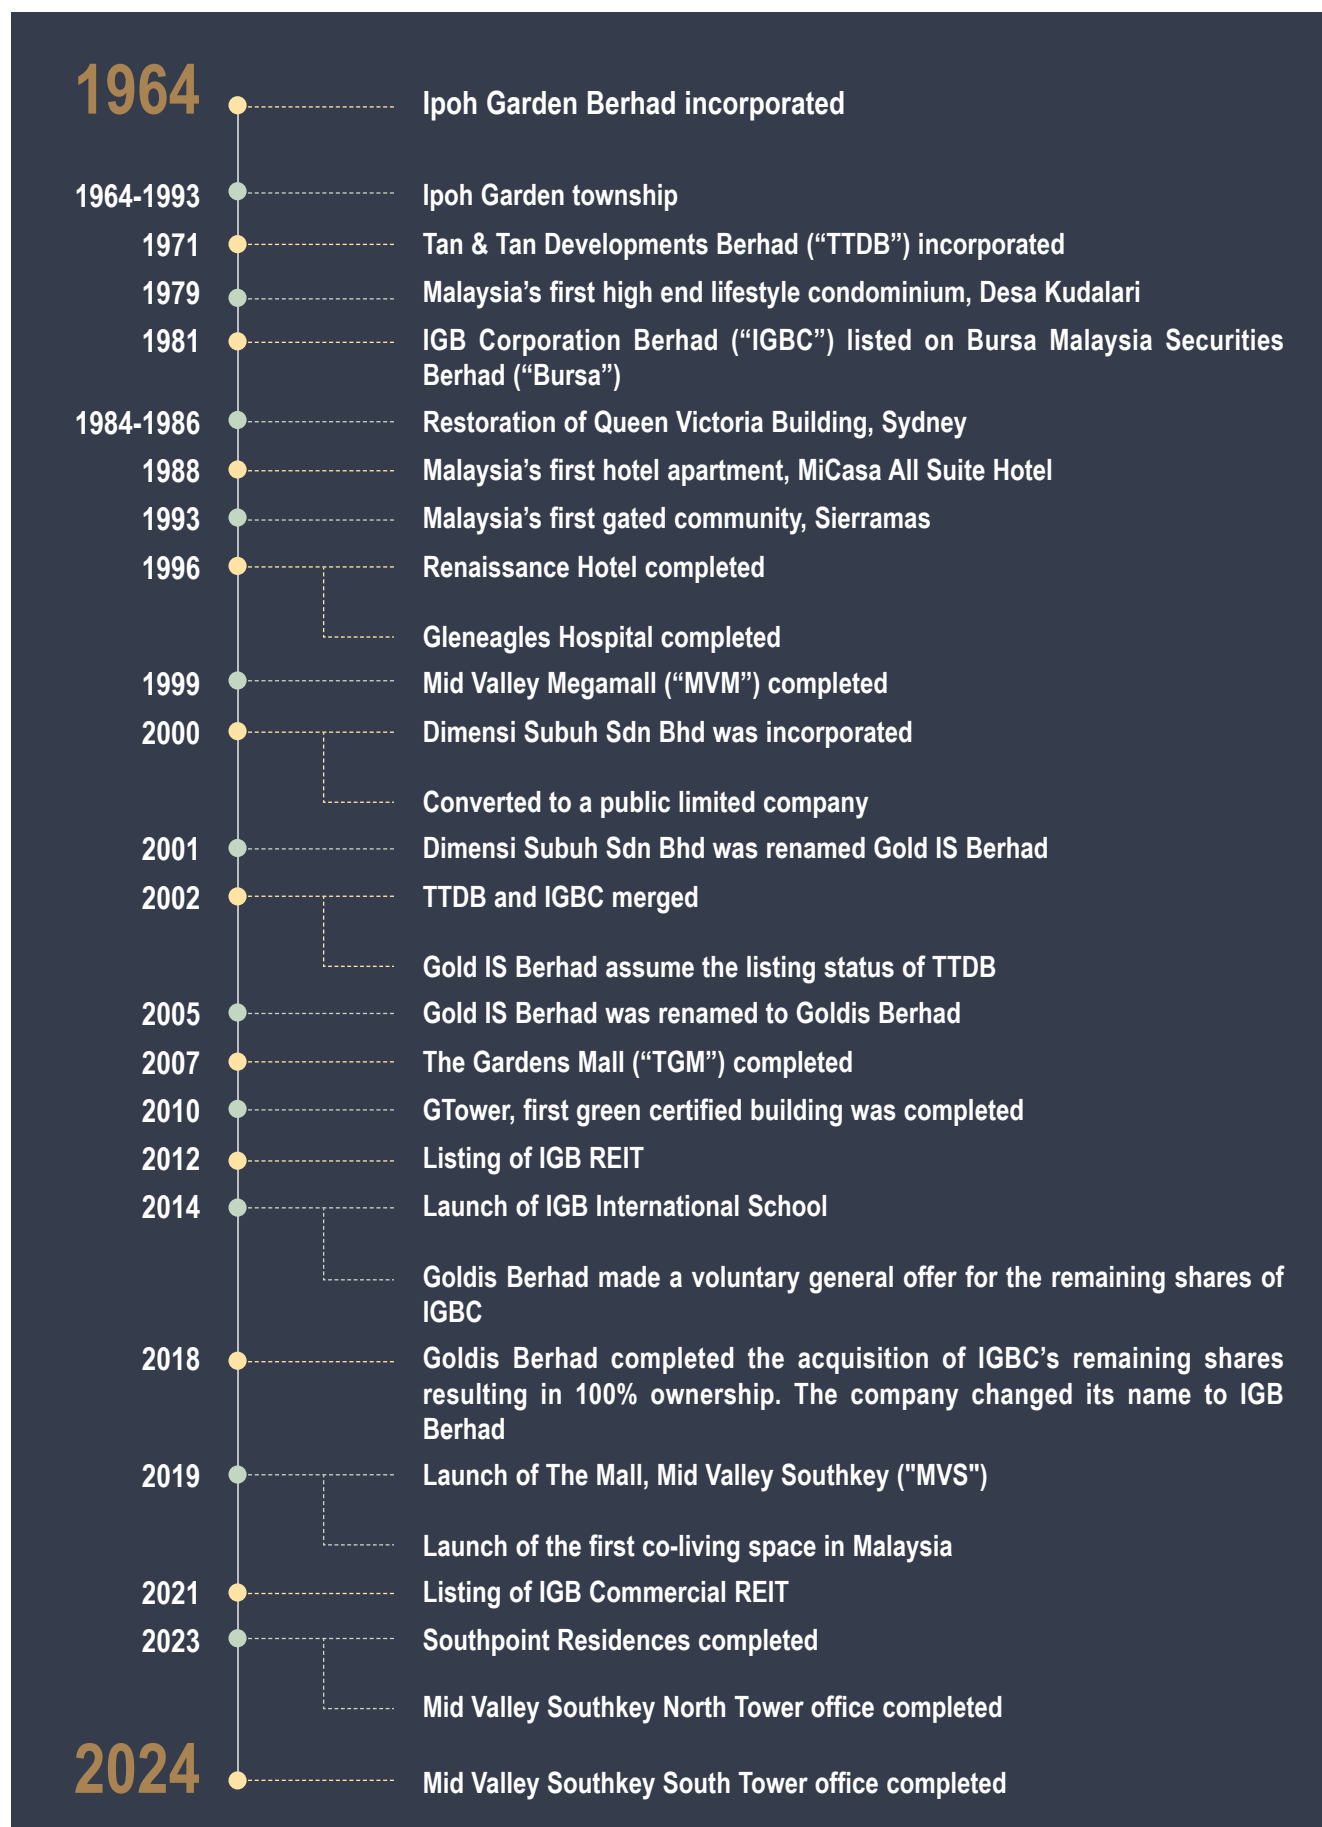 1964
Ipoh Garden Berhad incorporated
1964-1993
Ipoh Garden township
1971
Tan & Tan Developments Berhad (“TTDB”) incorporated
1979
Malaysia’s first high end lifestyle condominium, Desa Kudalari
1981
IGB Corporation Berhad (“IGBC”) listed on Bursa Malaysia Securities
Berhad (“Bursa”)
1984-1986
Restoration of Queen Victoria Building, Sydney
1988
Malaysia’s first hotel apartment, MiCasa All Suite Hotel
1993
Malaysia’s first gated community, Sierramas
1996
Renaissance Hotel completed
Gleneagles Hospital completed
1999
Mid Valley Megamall (“MVM”) completed
2000
Dimensi Subuh Sdn Bhd was incorporated
Converted to a public limited company
2001
Dimensi Subuh Sdn Bhd was renamed Gold IS Berhad
2002
TTDB and IGBC merged
Gold IS Berhad assume the listing status of TTDB
2005
Gold IS Berhad was renamed to Goldis Berhad
2007
The Gardens Mall (“TGM”) completed
2010
GTower, first green certified building was completed
2012
Listing of IGB REIT
2014
Launch of IGB International School
Goldis Berhad made a voluntary general offer for the remaining shares of
IGBC
2018
Goldis Berhad completed the acquisition of IGBC’s remaining shares
resulting in 100% ownership. The company changed its name to IGB
Berhad
2019
Launch of The Mall, Mid Valley Southkey ("MVS")
Launch of the first co-living space in Malaysia
2021
Listing of IGB Commercial REIT
2023
Southpoint Residences completed
Mid Valley Southkey North Tower office completed
2024
Mid Valley Southkey South Tower office completed